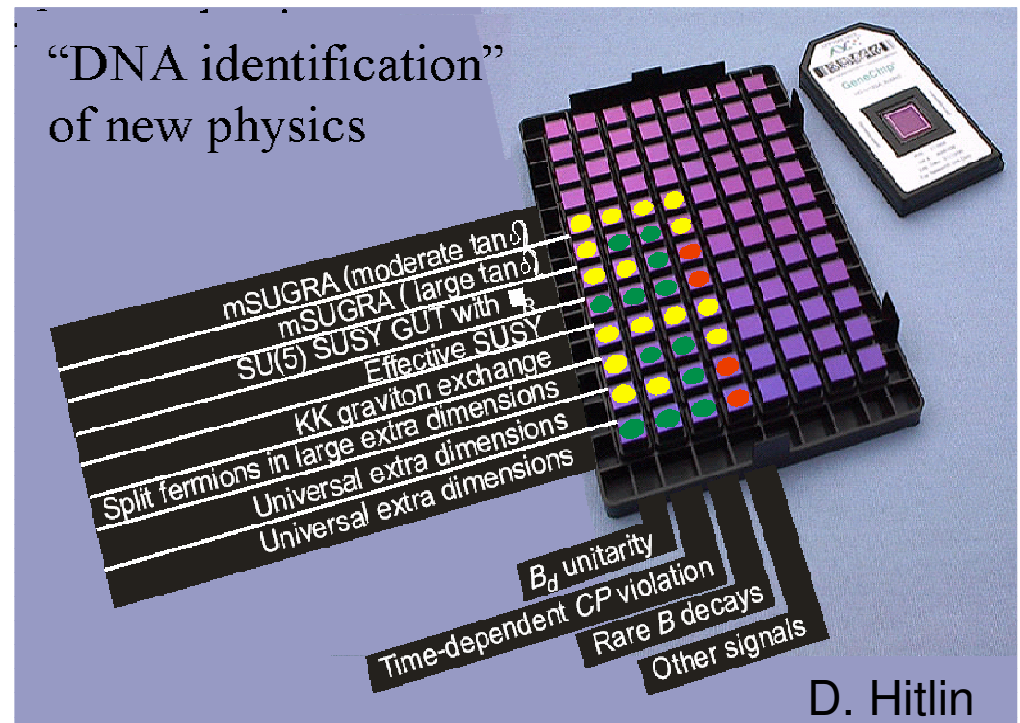 “DNA identification”
of new physics
GeneChip
mSUGRA (moderate tanβ)
mSUGRA ( large tanβ)
SU(5) SUSY GUT with R
Effective SUSY
KK graviton exchange
Split fermions in large extra dimensions
Universal extra dimensions
Universal extra dimensions
Bd unitarity
Time-dependent CP violation
Rare B decays
Other signals
D. Hitlin